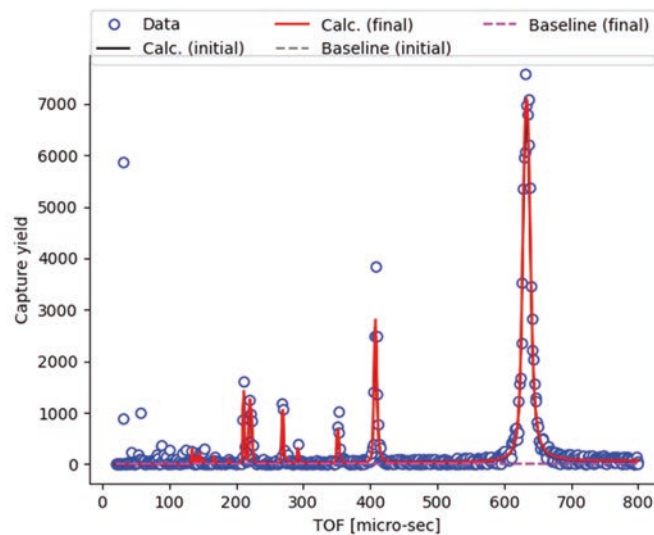 Data Calc. (final) Baseline (final)
Calc. (initial) Baseline (initial)
7000
6000
5000
4000
3000
2000
1000
0
Capture yield
0 100 200 300 400 500 600 700 800
TOF [micro-sec]